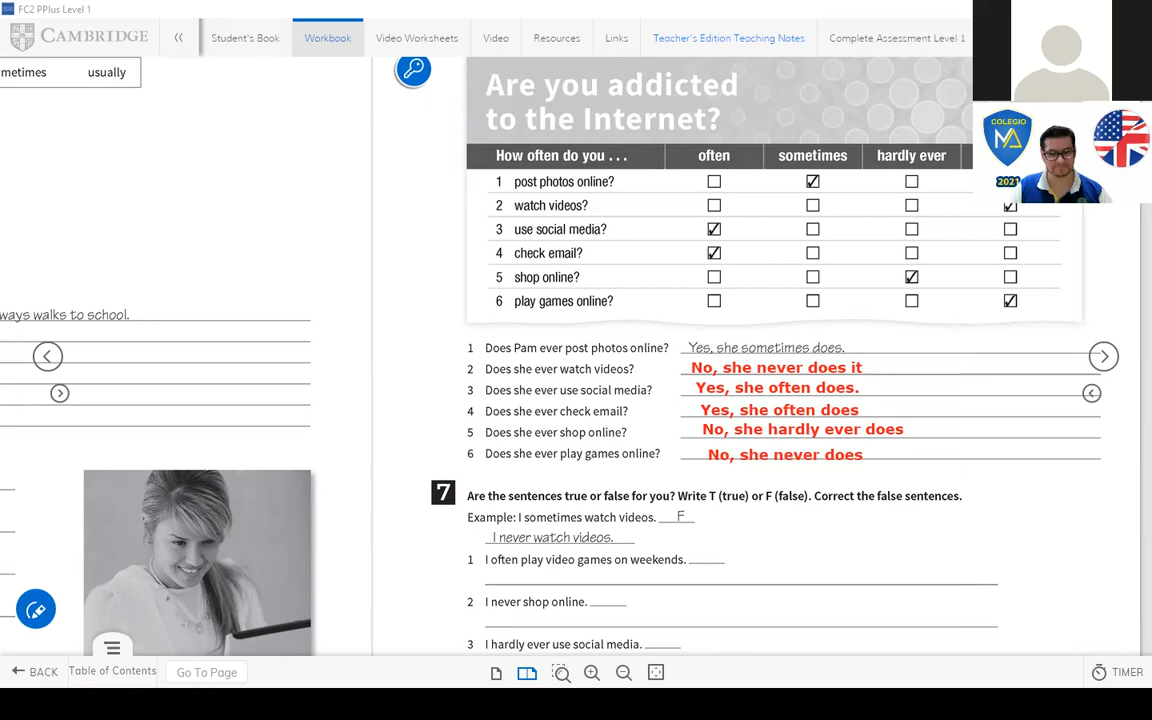 FC2 PPlus Level 1
CAMBRIDGE
Student's Book
Workbook
Video Worksheets
Video
Resources
Links
Teacher's Edition Teaching Notes
Complete Assessment Level 1
metimes usually
Are you addicted
to the Internet?
How often do you ... often sometimes hardly ever
1 post photos online?
2 watch videos?
3 use social media?
4 check email?
5 shop online?
6 play games online?
COLEGIO
MA
2021
ways walks to school.
1 Does Pam ever post photos online? Yes, she sometimes does.
2 Does she ever watch videos? No, she never does it
3 Does she ever use social media? Yes, she often does.
4 Does she ever check email? Yes, she often does
5 Does she ever shop online? No, she hardly ever does
6 Does she ever play games online? No, she never does
7 Are the sentences true or false for you? Write T (true) or F (false). Correct the false sentences.
Example: I sometimes watch videos. F
I never watch videos.
1 I often play video games on weekends.
2 I never shop online.
3 I hardly ever use social media.
BACK
Table of Contents
Go To Page
TIMER